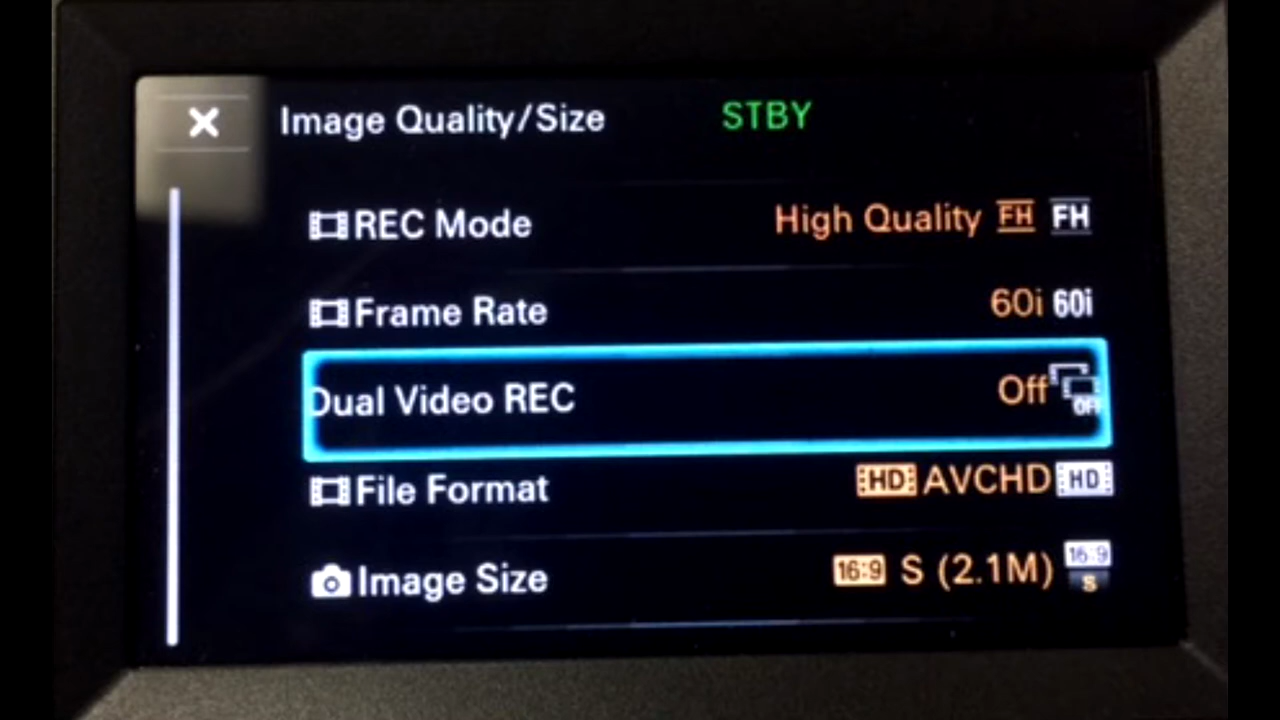 Image Quality/Size STBY
REC Mode High Quality FH FH
Frame Rate 60i 60i
Dual Video REC Off OFF
File Format HD AVCHD HD
Image Size 16:9 S (2.1M) 16:9 S